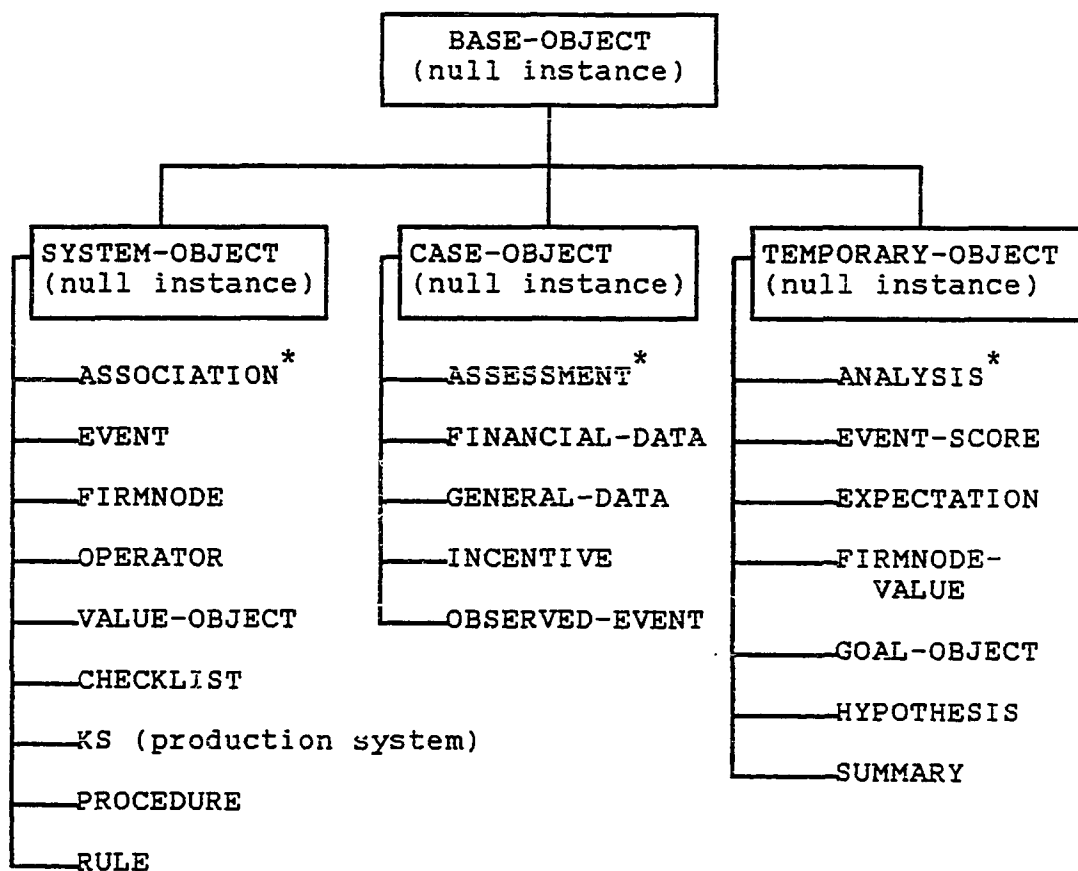 BASE-OBJECT
(null instance)
SYSTEM-OBJECT
(null instance)
ASSOCIATION*
EVENT
FIRMNODE
OPERATOR
VALUE-OBJECT
CHECKLIST
KS (production system)
PROCEDURE
RULE
CASE-OBJECT
(null instance)
ASSESSMENT*
FINANCIAL-DATA
GENERAL-DATA
INCENTIVE
OBSERVED-EVENT
TEMPORARY-OBJECT
(null instance)
ANALYSIS*
EVENT-SCORE
EXPECTATION
FIRMNODE-
VALUE
GOAL-OBJECT
HYPOTHESIS
SUMMARY